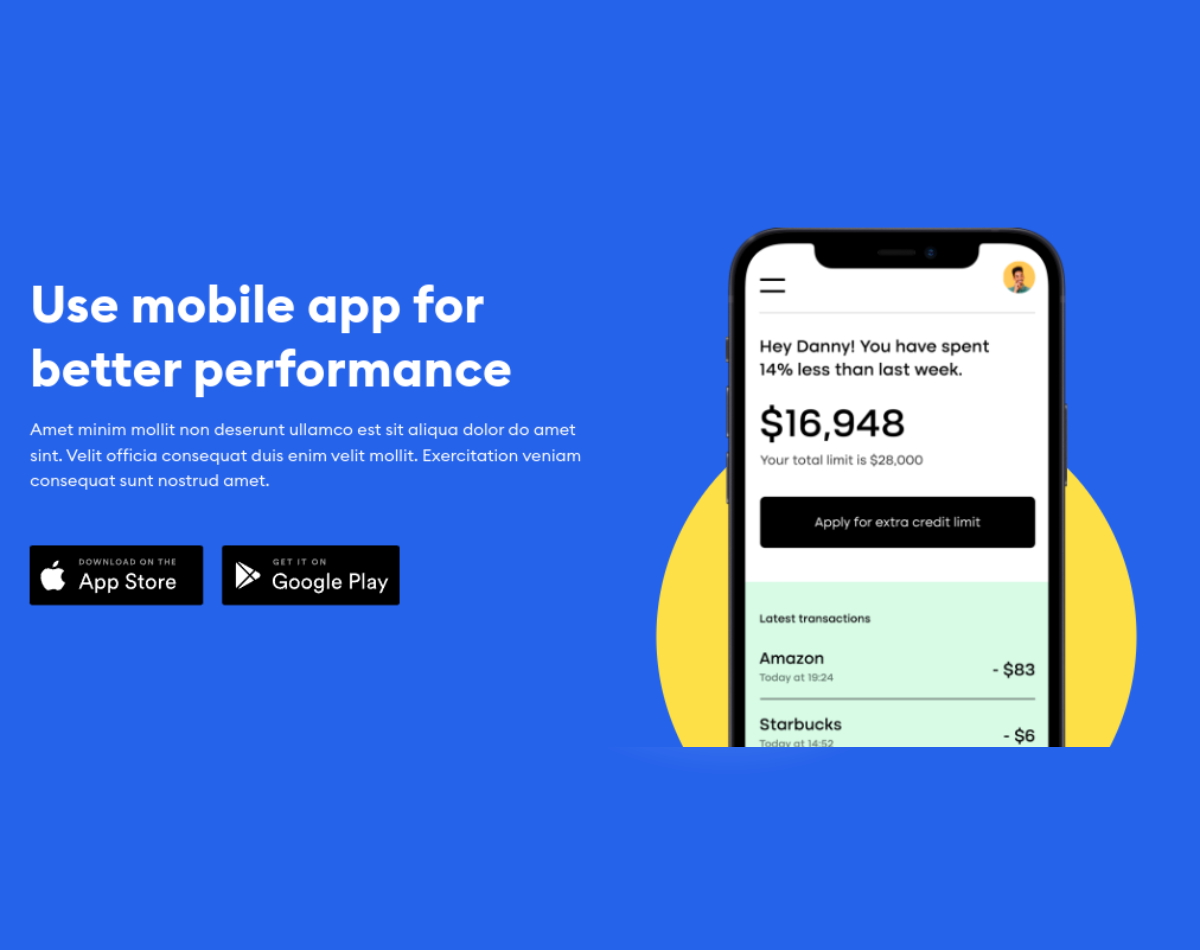 Use mobile app for
better performance
Amet minim mollit non deserunt ullamco est sit aliqua dolor do amet
sint. Velit officia consequat duis enim velit mollit. Exercitation veniam
consequat sunt nostrud amet.
DOWNLOAD ON THE
App Store
GET IT ON
Google Play
Hey Danny! You have spent
14% less than last week.
$16,948
Your total limit is $28,000
Apply for extra credit limit
Latest transactions
Amazon
- $83
Today at 19:24
Starbucks
- $6
Today at 14:52